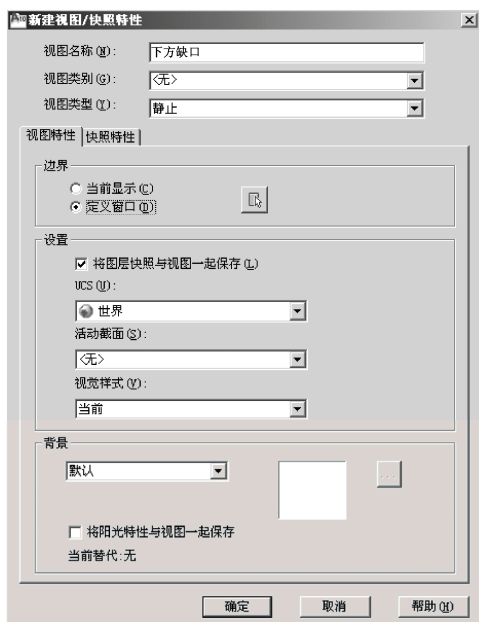 新建视图/快照特性
视图名称(N): 下方缺口
视图类别(G): <无>
视图类型(Y): 静止
视图特性 快照特性
边界
当前显示(C)
定义窗口(D)
设置
将图层快照与视图一起保存(L)
UCS(U):
世界
活动截面(S):
<无>
视觉样式(V):
当前
背景
默认
...
将阳光特性与视图一起保存
当前替代:无
确定 取消 帮助(H)